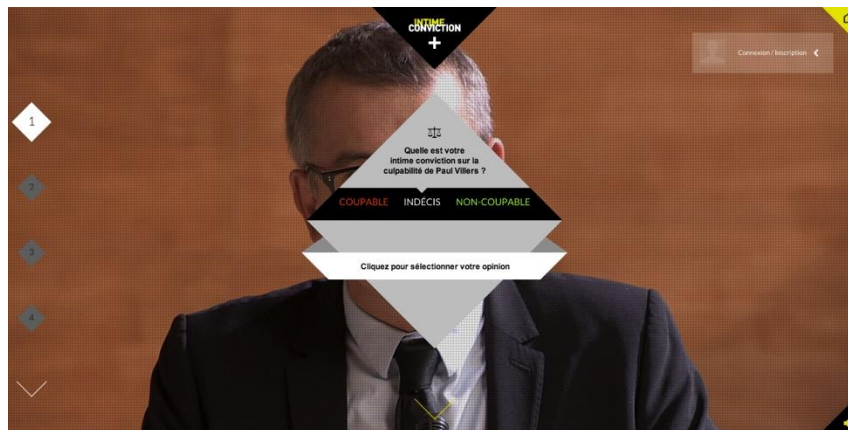 INTIME
CONVICTION
+
Connexion / Inscription
1
2
3
4
Quelle est votre
intime conviction sur la
culpabilité de Paul Villers ?
COUPABLE INDÉCIS NON-COUPABLE
Cliquez pour sélectionner votre opinion